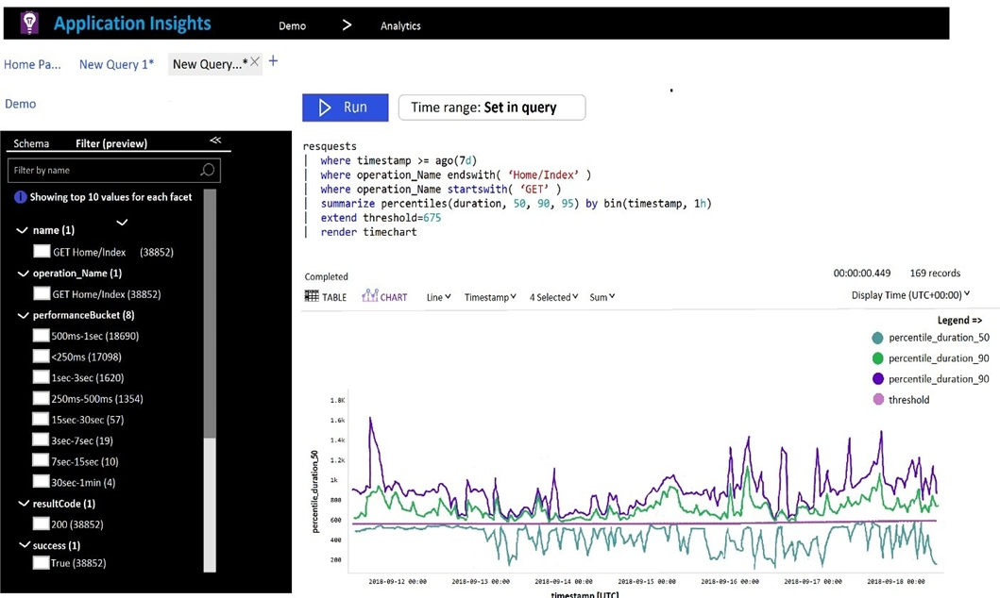 Application Insights
Demo > Analytics
Home Pa... New Query 1* New Query...* × +
Demo
Run Time range: Set in query
Schema Filter (preview) «
Filter by name
Showing top 10 values for each facet
name (1)
GET Home/Index (38852)
operation_Name (1)
GET Home/Index (38852)
performanceBucket (8)
500ms-1sec (18690)
<250ms (17098)
1sec-3sec (1620)
250ms-500ms (1354)
15sec-30sec (57)
3sec-7sec (19)
7sec-15sec (10)
30sec-1min (4)
resultCode (1)
200 (38852)
success (1)
True (38852)
resquests
| where timestamp >= ago(7d)
| where operation_Name endswith( ‘Home/Index’ )
| where operation_Name startswith( ‘GET’ )
| summarize percentiles(duration, 50, 90, 95) by bin(timestamp, 1h)
| extend threshold=675
| render timechart
Completed 00:00:00.449 169 records
TABLE CHART Line Timestamp 4 Selected Sum Display Time (UTC+00:00)
Legend =>
percentile_duration_50
percentile_duration_90
percentile_duration_90
threshold
percentile_duration_50
1.8K
1.6k
1.4k
1.2k
1k
800
600
400
200
2018-09-12 00:00 2018-09-13 00:00 2018-09-14 00:00 2018-09-15 00:00 2018-09-16 00:00 2018-09-17 00:00 2018-09-18 00:00
timestamp [UTC]